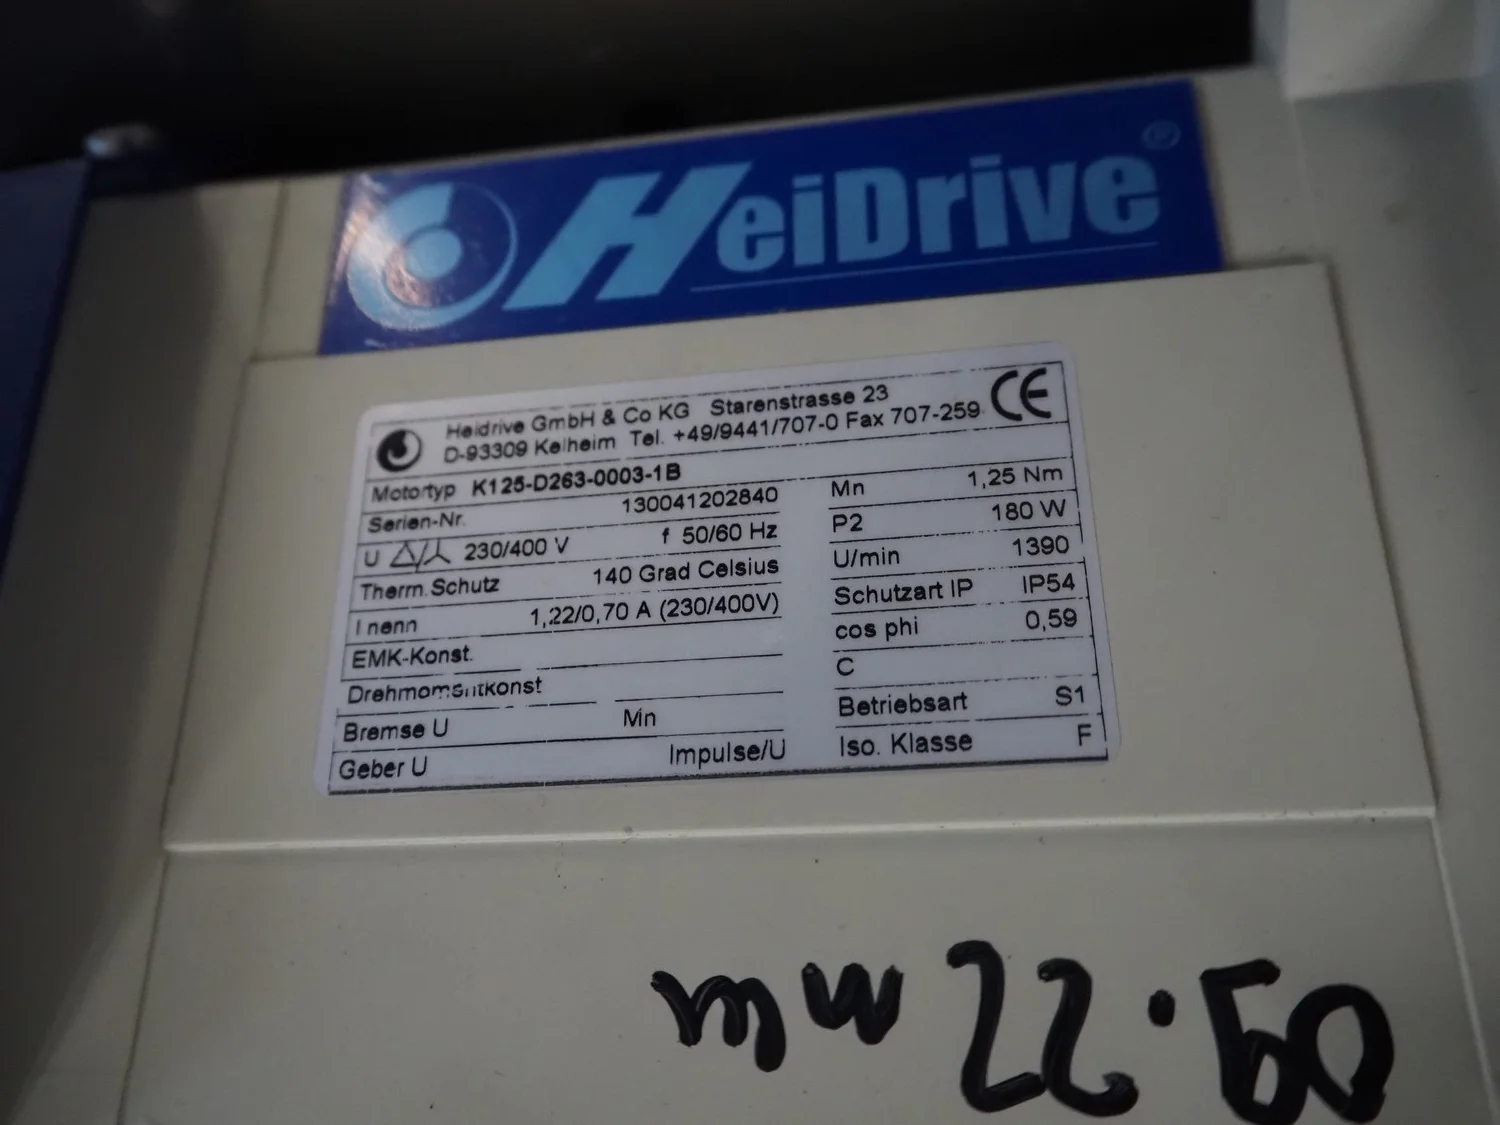 HeiDrive®
Heidrive GmbH & Co KG Starenstrasse 23
D-93309 Kelheim Tel. +49/9441/707-0 Fax 707-259
CE
Motortyp K125-D263-0003-1B
Serien-Nr. 130041202840
U △/⅄ 230/400 V f 50/60 Hz
Therm.Schutz 140 Grad Celsius
I nenn 1,22/0,70 A (230/400V)
EMK-Konst.
Drehmomentkonst
Bremse U Mn
Geber U Impulse/U
Mn 1,25 Nm
P2 180 W
U/min 1390
Schutzart IP IP54
cos phi 0,59
C
Betriebsart S1
Iso. Klasse F
mw 22.50